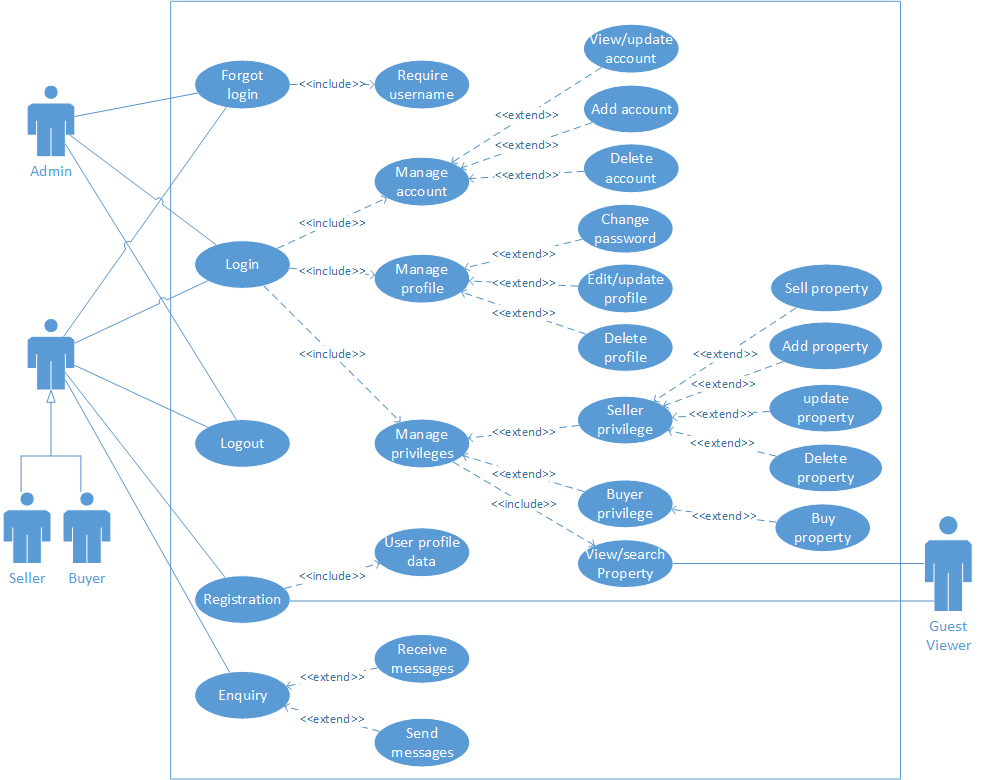 View/update
account
Forgot
login
<<include>>
Require
username
Add account
<<extend>>
<<extend>>
Admin
Manage
account
<<extend>>
Delete
account
<<include>>
Change
password
Login
<<include>>
Manage
profile
<<extend>>
<<extend>>
Edit/update
profile
Sell property
<<extend>>
Delete
profile
<<include>>
<<extend>>
Add property
<<extend>>
Seller
privilege
<<extend>>
update
property
Logout
Manage
privileges
<<extend>>
<<extend>>
Delete
property
<<extend>>
<<include>>
Buyer
privilege
<<extend>>
Buy
property
User profile
data
View/search
Property
Seller
Buyer
<<include>>
Registration
Guest
Viewer
Receive
messages
<<extend>>
Enquiry
<<extend>>
Send
messages